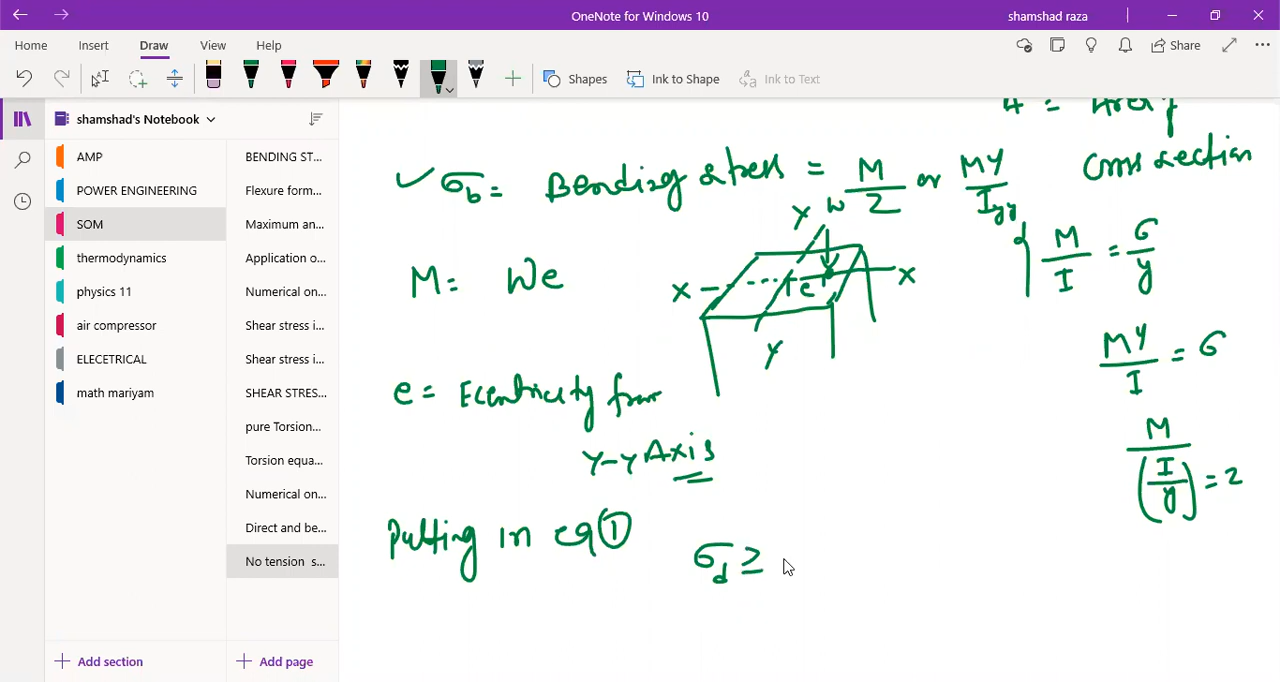 OneNote for Windows 10
shamshad raza
Home Insert Draw View Help
Share
Shapes
Ink to Shape
Ink to Text
shamshad's Notebook
AMP
POWER ENGINEERING
SOM
thermodynamics
physics 11
air compressor
ELECETRICAL
math mariyam
Add section
BENDING ST...
Flexure form...
Maximum an...
Application o...
Numerical on...
Shear stress i...
Shear stress i...
SHEAR STRES...
pure Torsion...
Torsion equa...
Numerical on...
Direct and be...
No tension s...
Add page
A = Area of
cross section
✓ σb = Bending stress = M/Z or MY/Iyy
M/I = σ/y
M = We
Y W
X e X
Y
MY/I = σ
e = Eccentricity from
Y-Y Axis
M/(I/y) = Z
Putting in eq ①
σd ≥